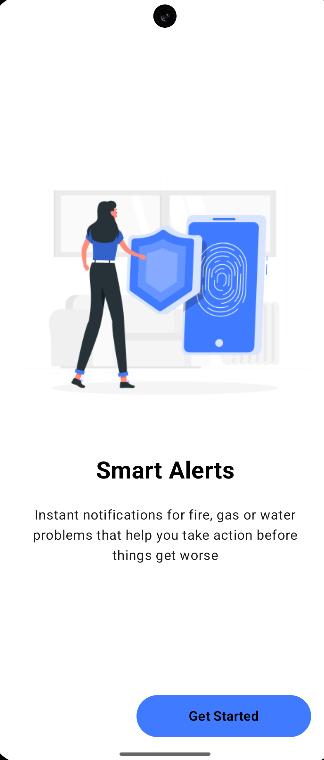 Smart Alerts
Instant notifications for fire, gas or water
problems that help you take action before
things get worse
Get Started